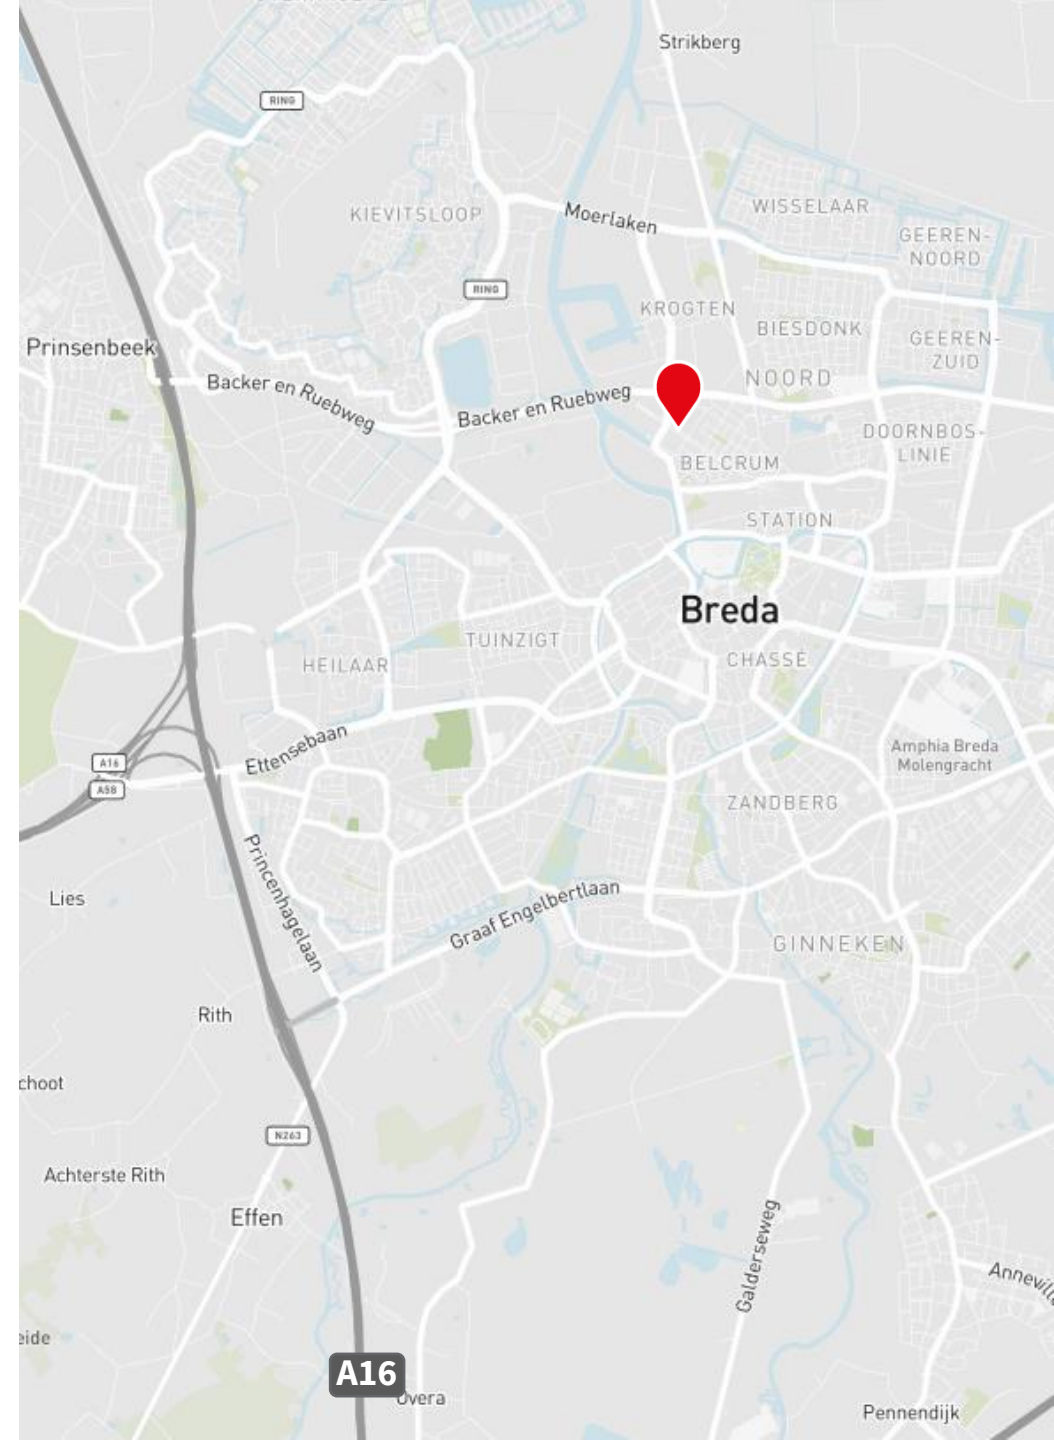 Strikberg
RING
KIEVITSLOOP
Moerlaken
WISSELAAR
GEEREN-
NOORD
RING
KROGTEN
BIESDONK
GEEREN-
ZUID
Prinsenbeek
Backer en Ruebweg
Backer en Ruebweg
NOORD
DOORNBOS-
LINIE
BELCRUM
STATION
Breda
TUINZIGT
CHASSÉ
HEILAAR
Ettensebaan
A16
A58
Amphia Breda
Molengracht
ZANDBERG
Princenhagelaan
Lies
Graaf Engelbertlaan
GINNEKEN
Rith
choot
N263
Achterste Rith
Effen
Galderseweg
Annevill
eide
A16
Overa
Pennendijk